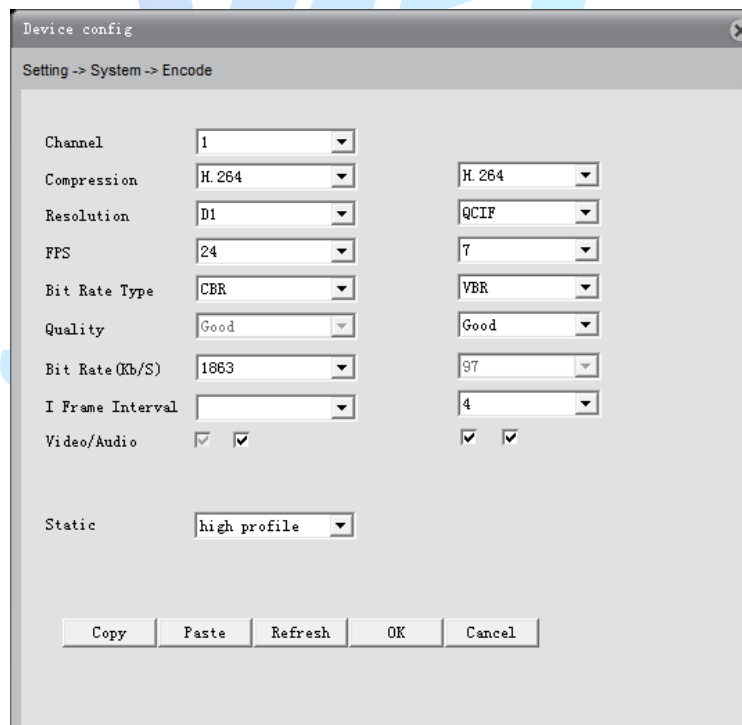 Device config
Setting -> System -> Encode
Channel 1
Compression H.264 H.264
Resolution D1 QCIF
FPS 24 7
Bit Rate Type CBR VBR
Quality Good Good
Bit Rate(Kb/S) 1863 97
I Frame Interval 4
Video/Audio
Static high profile
Copy Paste Refresh OK Cancel